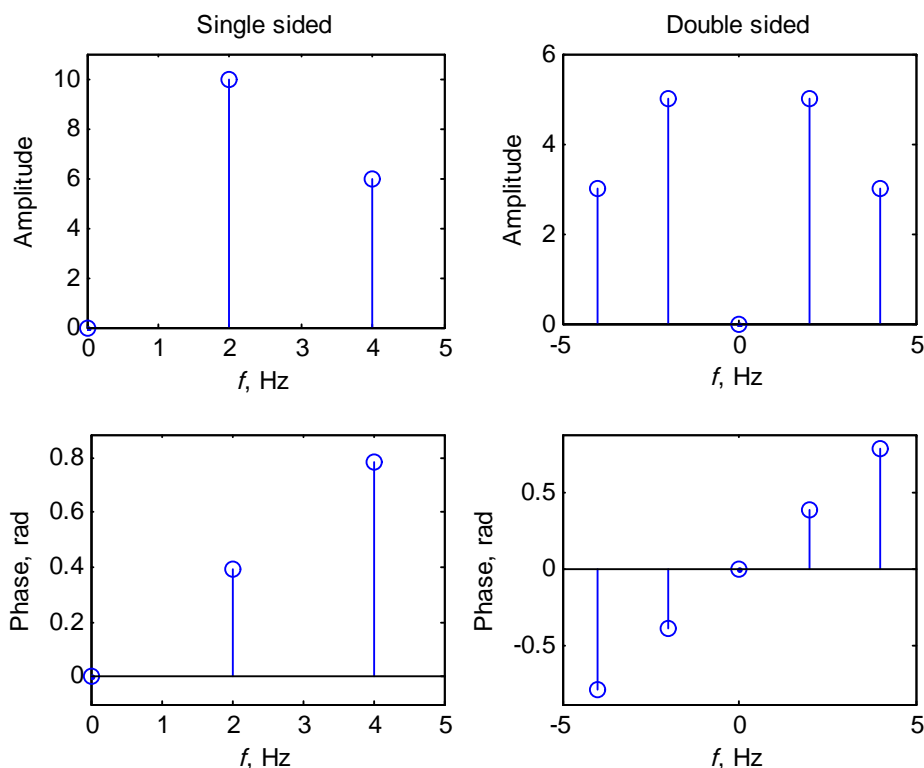 Single sided
Amplitude
10
8
6
4
2
0
0 1 2 3 4 5
f, Hz
Double sided
Amplitude
6
4
2
0
-5 0 5
f, Hz
Phase, rad
0.8
0.6
0.4
0.2
0
0 1 2 3 4 5
f, Hz
Phase, rad
0.5
0
-0.5
-5 0 5
f, Hz